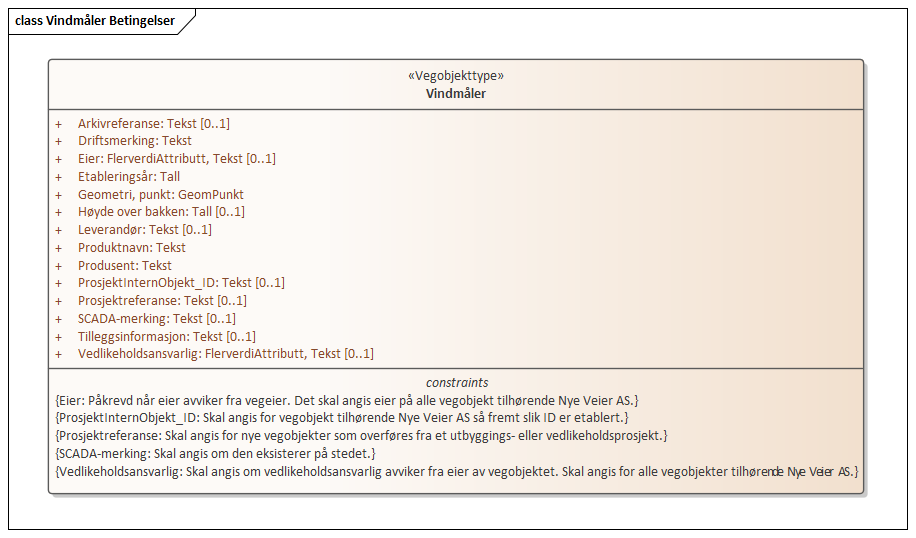 class Vindmåler Betingelser
«Vegobjekttype»
Vindmåler
+ Arkivreferanse: Tekst [0..1]
+ Driftsmerking: Tekst
+ Eier: FlerverdiAttributt, Tekst [0..1]
+ Etableringsår: Tall
+ Geometri, punkt: GeomPunkt
+ Høyde over bakken: Tall [0..1]
+ Leverandør: Tekst [0..1]
+ Produktnavn: Tekst
+ Produsent: Tekst
+ ProsjektInternObjekt_ID: Tekst [0..1]
+ Prosjektreferanse: Tekst [0..1]
+ SCADA-merking: Tekst [0..1]
+ Tilleggsinformasjon: Tekst [0..1]
+ Vedlikeholdsansvarlig: FlerverdiAttributt, Tekst [0..1]
constraints
{Eier: Påkrevd når eier avviker fra vegeier. Det skal angis eier på alle vegobjekt tilhørende Nye Veier AS.}
{ProsjektInternObjekt_ID: Skal angis for vegobjekt tilhørende Nye Veier AS så fremt slik ID er etablert.}
{Prosjektreferanse: Skal angis for nye vegobjekter som overføres fra et utbyggings- eller vedlikeholdsprosjekt.}
{SCADA-merking: Skal angis om den eksisterer på stedet.}
{Vedlikeholdsansvarlig: Skal angis om vedlikeholdsansvarlig avviker fra eier av vegobjektet. Skal angis for alle vegobjekter tilhørende Nye Veier AS.}